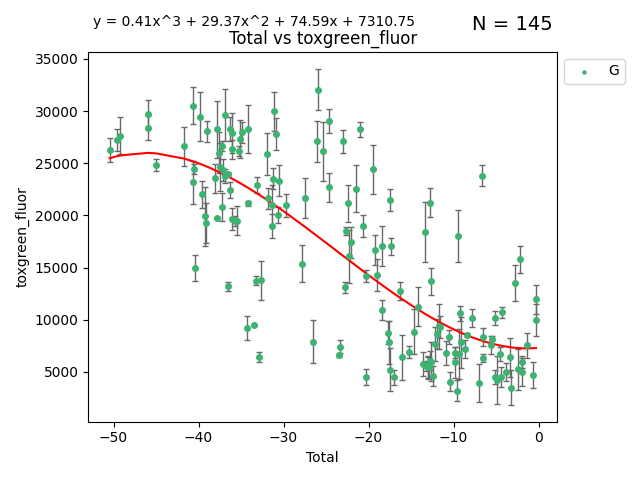 y = 0.41x^3 + 29.37x^2 + 74.59x + 7310.75
N = 145
Total vs toxgreen_fluor
35000
30000
25000
20000
15000
10000
5000
toxgreen_fluor
−50
−40
−30
−20
−10
0
Total
G